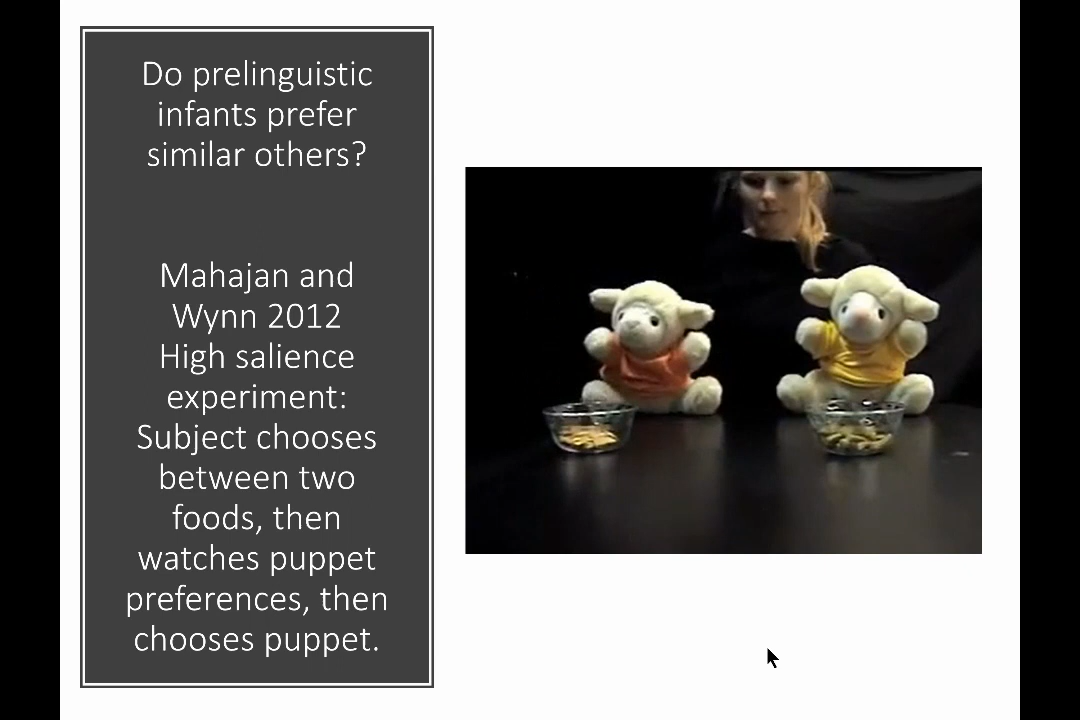 Do prelinguistic
infants prefer
similar others?
Mahajan and
Wynn 2012
High salience
experiment:
Subject chooses
between two
foods, then
watches puppet
preferences, then
chooses puppet.